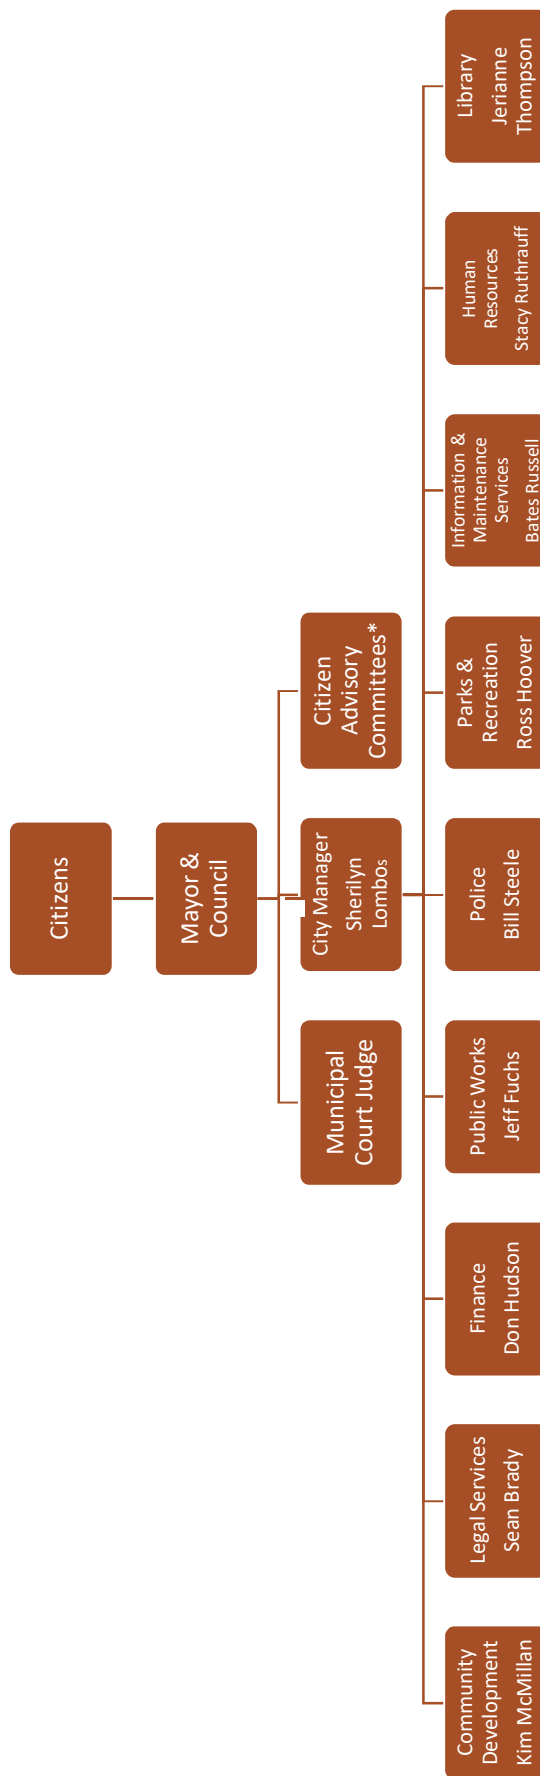 Citizens
Mayor &
Council
Municipal
Court Judge
City Manager
Sherilyn
Lombos
Citizen
Advisory
Committees*
Community
Development
Kim McMillan
Legal Services
Sean Brady
Finance
Don Hudson
Public Works
Jeff Fuchs
Police
Bill Steele
Parks &
Recreation
Ross Hoover
Information &
Maintenance
Services
Bates Russell
Human
Resources
Stacy Ruthrauff
Library
Jerianne
Thompson